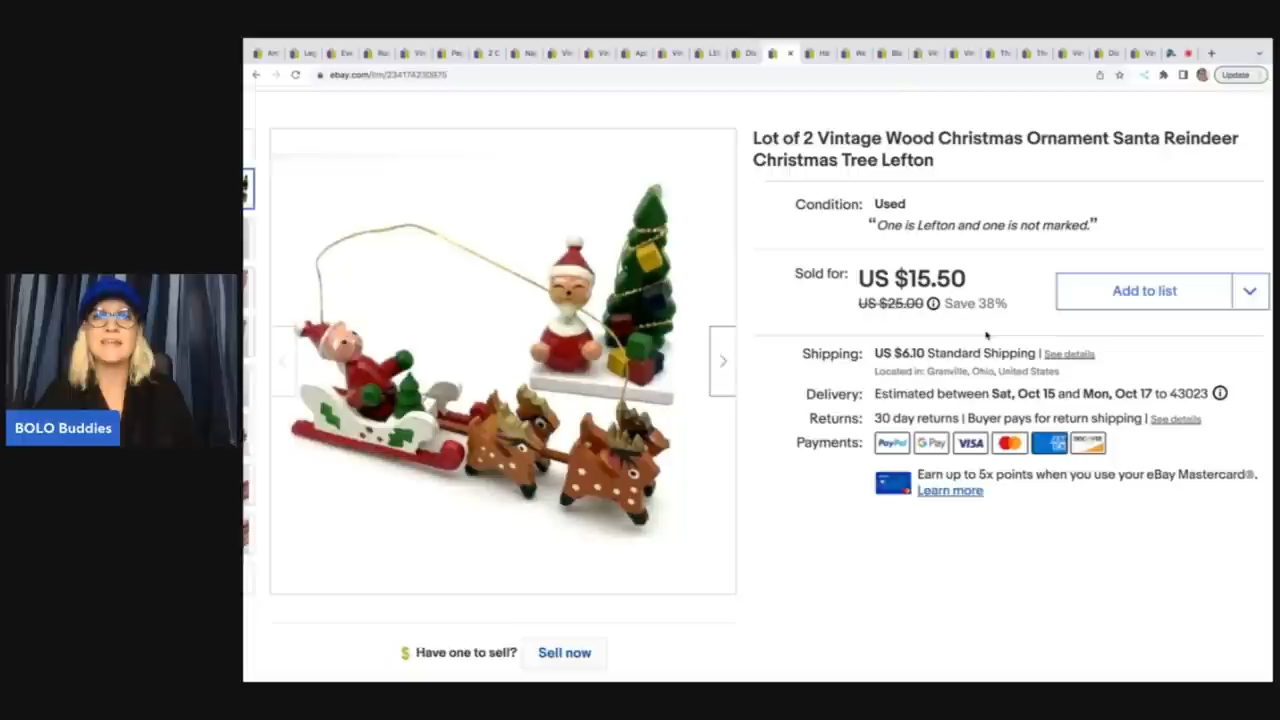 Update
ebay.com/itm/234174230975
Lot of 2 Vintage Wood Christmas Ornament Santa Reindeer
Christmas Tree Lefton
Condition: Used
“One is Lefton and one is not marked.”
Sold for: US $15.50
US $25.00 Save 38%
Add to list
Shipping: US $6.10 Standard Shipping | See details
Located in: Granville, Ohio, United States
Delivery: Estimated between Sat, Oct 15 and Mon, Oct 17 to 43023
Returns: 30 day returns | Buyer pays for return shipping | See details
Payments: PayPal G Pay VISA DISCOVER
Earn up to 5x points when you use your eBay Mastercard®.
Learn more
BOLO Buddies
$ Have one to sell? Sell now